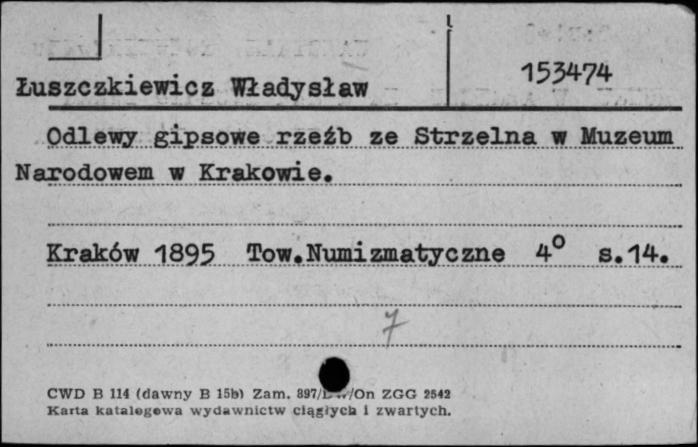 153474
Łuszczkiewicz Władysław
Odlewy gipsowe rzeźb ze Strzelna w Muzeum
Narodowem w Krakowie.
Kraków 1895 Tow.Numizmatyczne 4° s.14.
7
CWD B 114 (dawny B 15b) Zam. 897/ /On ZGG 2542
Karta katalogowa wydawnictw ciągłych i zwartych.